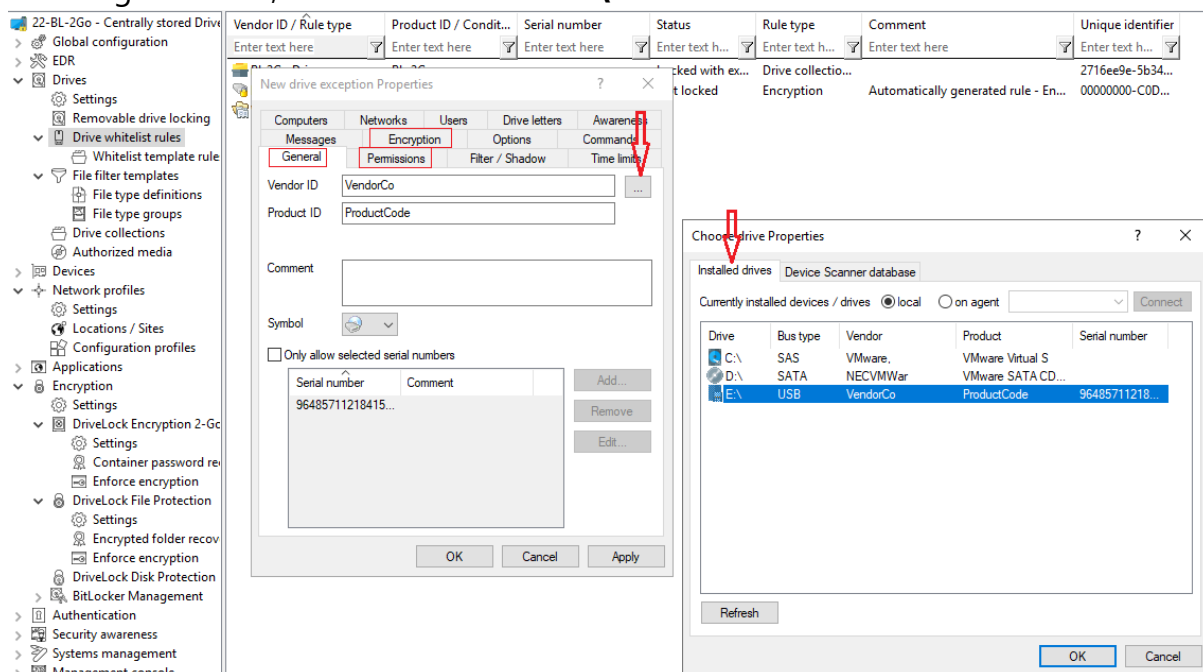 22-BL-2Go - Centrally stored Drive
Global configuration
EDR
Drives
Settings
Removable drive locking
Drive whitelist rules
Whitelist template rule
File filter templates
File type definitions
File type groups
Drive collections
Authorized media
Devices
Network profiles
Settings
Locations / Sites
Configuration profiles
Applications
Encryption
Settings
DriveLock Encryption 2-Go
Settings
Container password re
Enforce encryption
DriveLock File Protection
Settings
Encrypted folder recov
Enforce encryption
DriveLock Disk Protection
BitLocker Management
Authentication
Security awareness
Systems management
Management console
Vendor ID / Rule type Product ID / Condit... Serial number Status Rule type Comment Unique identifier
Enter text here Enter text here Enter text here Enter text h... Enter text h... Enter text here Enter text h...
cked with ex... Drive collectio... 2716ee9e-5b34...
t locked Encryption Automatically generated rule - En... 00000000-C0D...
New drive exception Properties ? ×
Computers Networks Users Drive letters Awareness
Messages Encryption Options Commands
General Permissions Filter / Shadow Time limits
Vendor ID VendorCo ...
Product ID ProductCode
Comment
Symbol
Only allow selected serial numbers
Serial number Comment Add...
96485711218415... Remove
Edit...
OK Cancel Apply
Choose drive Properties ? ×
Installed drives Device Scanner database
Currently installed devices / drives local on agent Connect
Drive Bus type Vendor Product Serial number
C:\ SAS VMware, VMware Virtual S
D:\ SATA NECVMWar VMware SATA CD...
E:\ USB VendorCo ProductCode 96485711218...
Refresh
OK Cancel